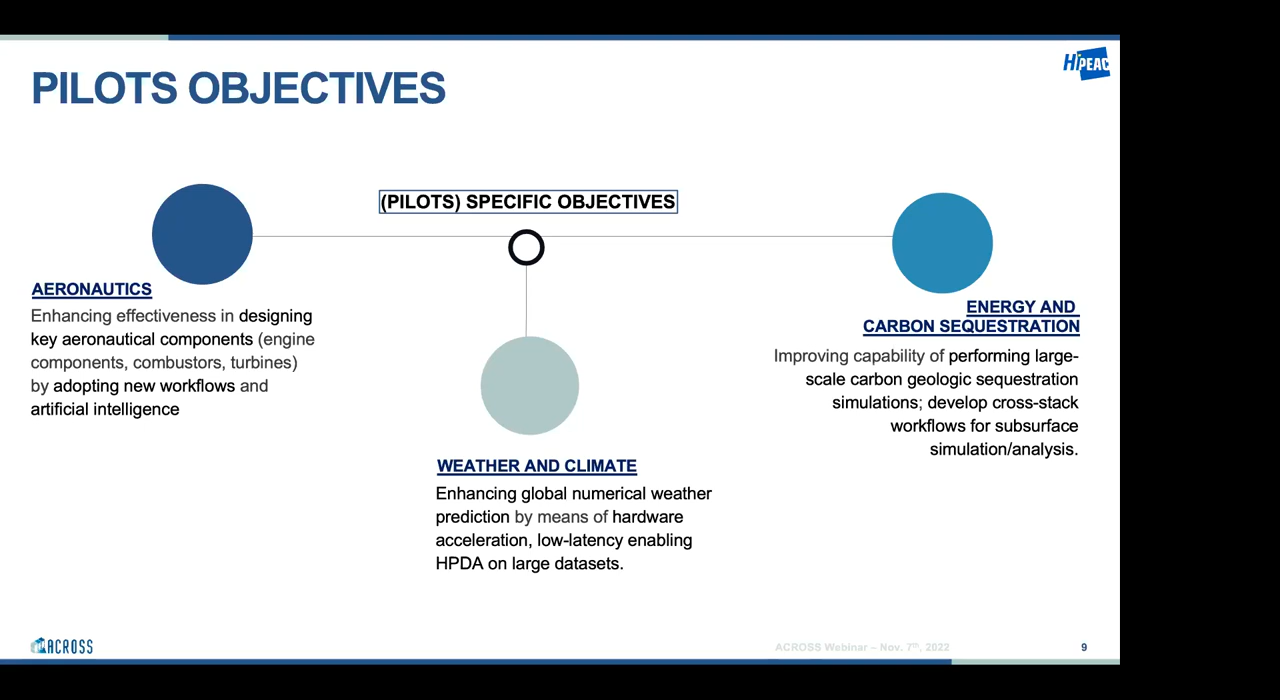 PILOTS OBJECTIVES
HiPEAC
(PILOTS) SPECIFIC OBJECTIVES
AERONAUTICS
Enhancing effectiveness in designing
key aeronautical components (engine
components, combustors, turbines)
by adopting new workflows and
artificial intelligence
WEATHER AND CLIMATE
Enhancing global numerical weather
prediction by means of hardware
acceleration, low-latency enabling
HPDA on large datasets.
ENERGY AND
CARBON SEQUESTRATION
Improving capability of performing large-
scale carbon geologic sequestration
simulations; develop cross-stack
workflows for subsurface
simulation/analysis.
ACROSS
ACROSS Webinar – Nov. 7th, 2022
9